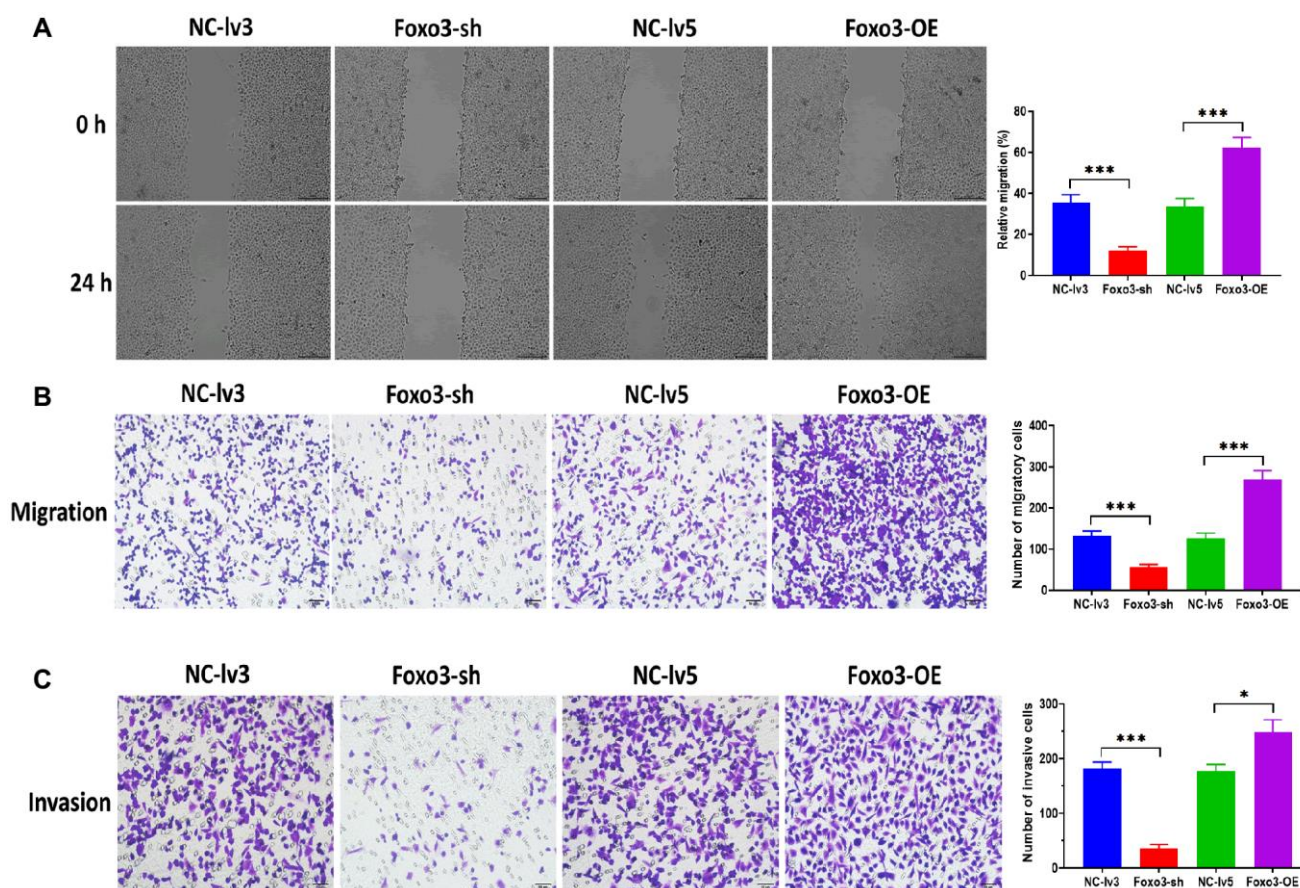 A
NC-lv3 Foxo3-sh NC-lv5 Foxo3-OE
0 h
24 h
Relative migration (%)
80
60
40
20
0
*** ***
NC-lv3 Foxo3-sh NC-lv5 Foxo3-OE
B
NC-lv3 Foxo3-sh NC-lv5 Foxo3-OE
Migration
Number of migratory cells
400
300
200
100
0
*** ***
NC-lv3 Foxo3-sh NC-lv5 Foxo3-OE
C
NC-lv3 Foxo3-sh NC-lv5 Foxo3-OE
Invasion
Number of invasive cells
300
200
100
0
*** *
NC-lv3 Foxo3-sh NC-lv5 Foxo3-OE